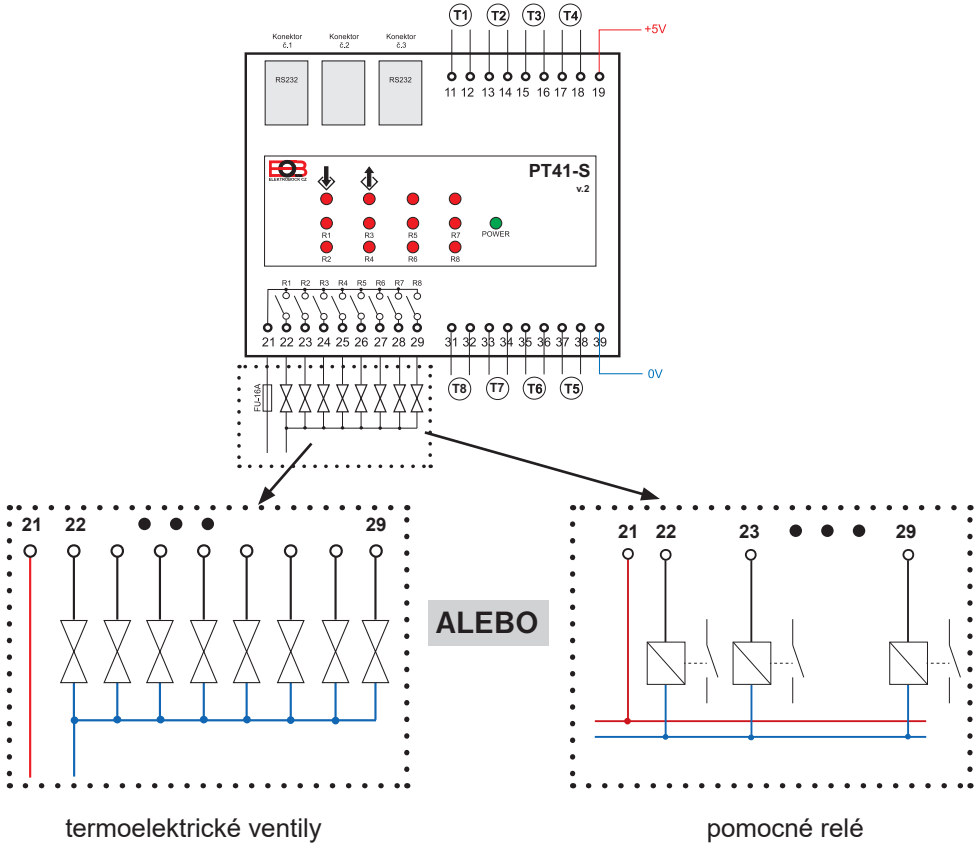 T1 T2 T3 T4
+5V
Konektor č.1
Konektor č.2
Konektor č.3
RS232
RS232
11 12 13 14 15 16 17 18 19
EOB
ELEKTROBOCK CZ
PT41-S
v.2
R1 R3 R5 R7
POWER
R2 R4 R6 R8
R1 R2 R3 R4 R5 R6 R7 R8
21 22 23 24 25 26 27 28 29
31 32 33 34 35 36 37 38 39
0V
T8 T7 T6 T5
FU-16A
21 22 29
21 22 23 29
ALEBO
termoelektrické ventily
pomocné relé